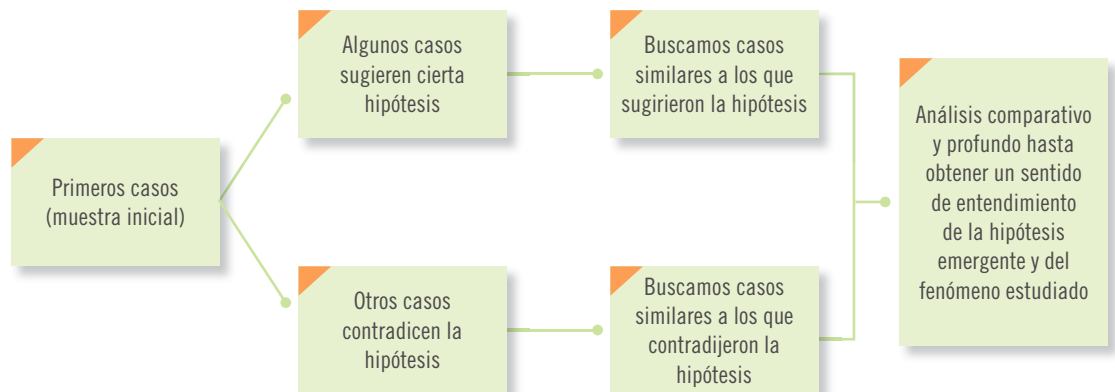 Primeros casos
(muestra inicial)
Algunos casos
sugieren cierta
hipótesis
Buscamos casos
similares a los que
sugirieron la hipótesis
Otros casos
contradicen la
hipótesis
Buscamos casos
similares a los que
contradijeron la
hipótesis
Análisis comparativo
y profundo hasta
obtener un sentido
de entendimiento
de la hipótesis
emergente y del
fenómeno estudiado